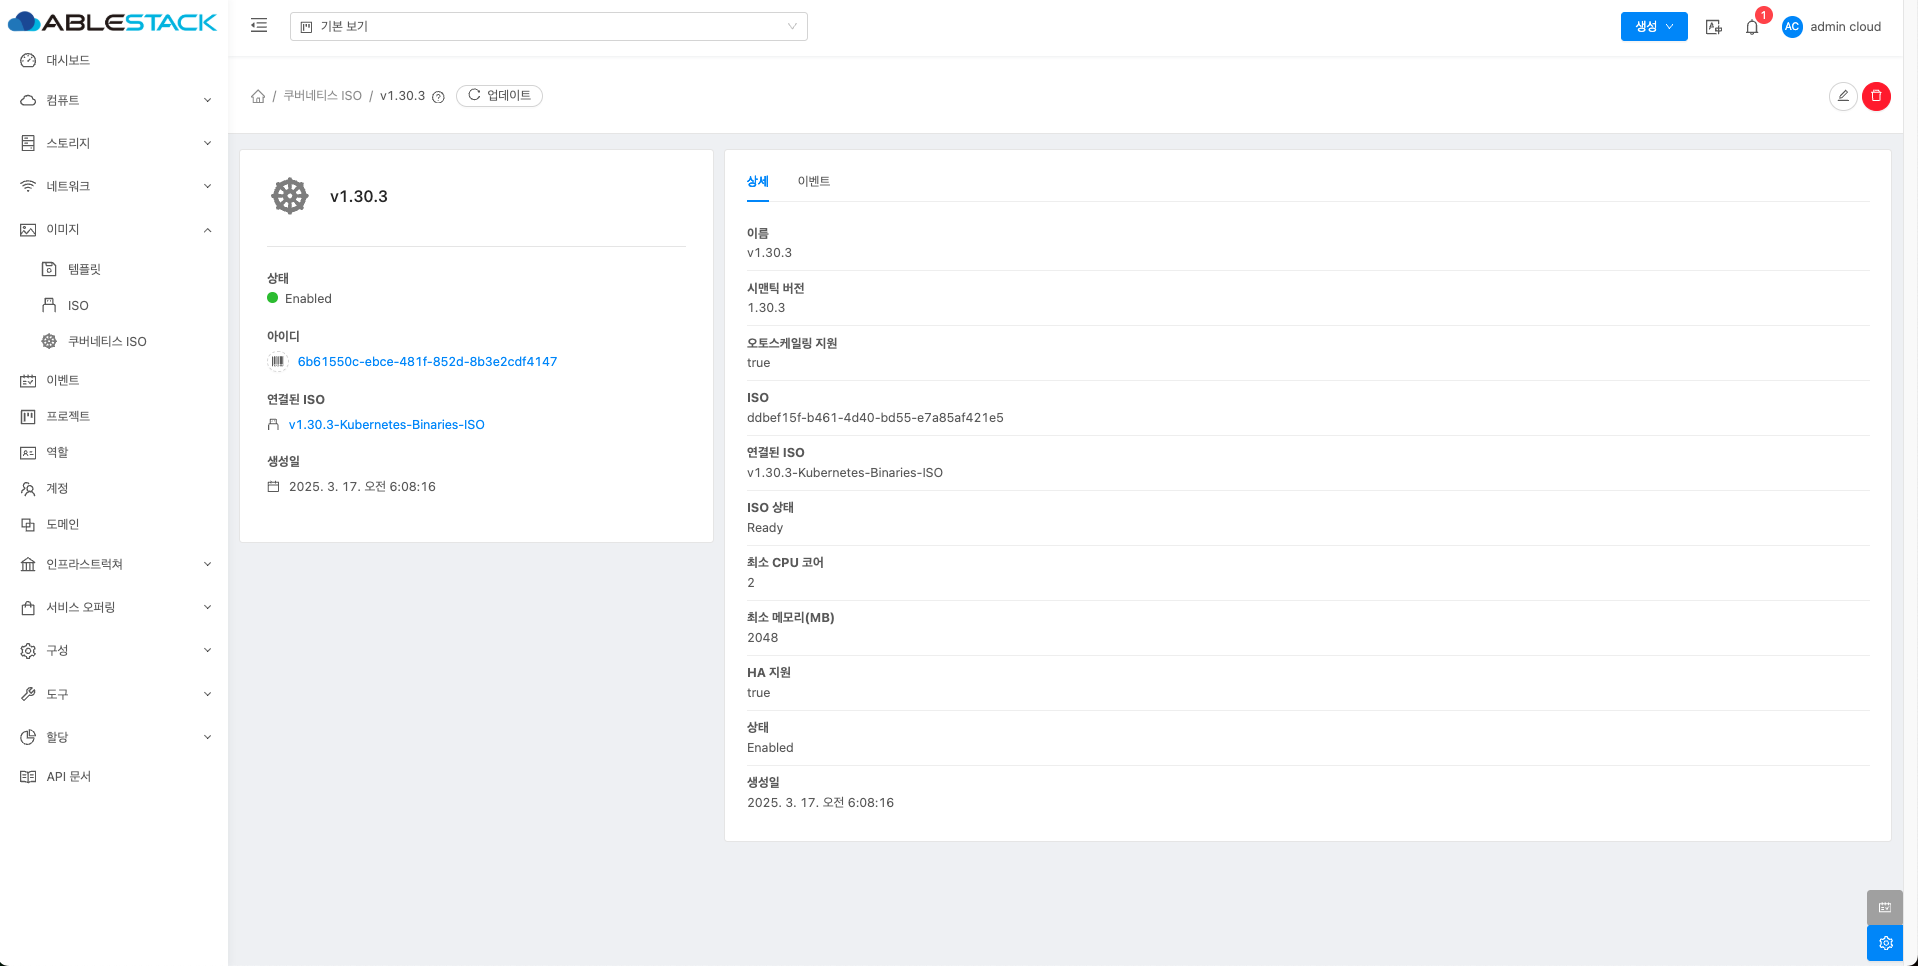 ABLESTACK
기본 보기
생성
1
AC
admin cloud
대시보드
컴퓨트
스토리지
네트워크
이미지
템플릿
ISO
쿠버네티스 ISO
이벤트
프로젝트
역할
계정
도메인
인프라스트럭쳐
서비스 오퍼링
구성
도구
할당
API 문서
/ 쿠버네티스 ISO / v1.30.3
업데이트
v1.30.3
상태
Enabled
아이디
6b61550c-ebce-481f-852d-8b3e2cdf4147
연결된 ISO
v1.30.3-Kubernetes-Binaries-ISO
생성일
2025. 3. 17. 오전 6:08:16
상세
이벤트
이름
v1.30.3
시맨틱 버전
1.30.3
오토스케일링 지원
true
ISO
ddbef15f-b461-4d40-bd55-e7a85af421e5
연결된 ISO
v1.30.3-Kubernetes-Binaries-ISO
ISO 상태
Ready
최소 CPU 코어
2
최소 메모리(MB)
2048
HA 지원
true
상태
Enabled
생성일
2025. 3. 17. 오전 6:08:16